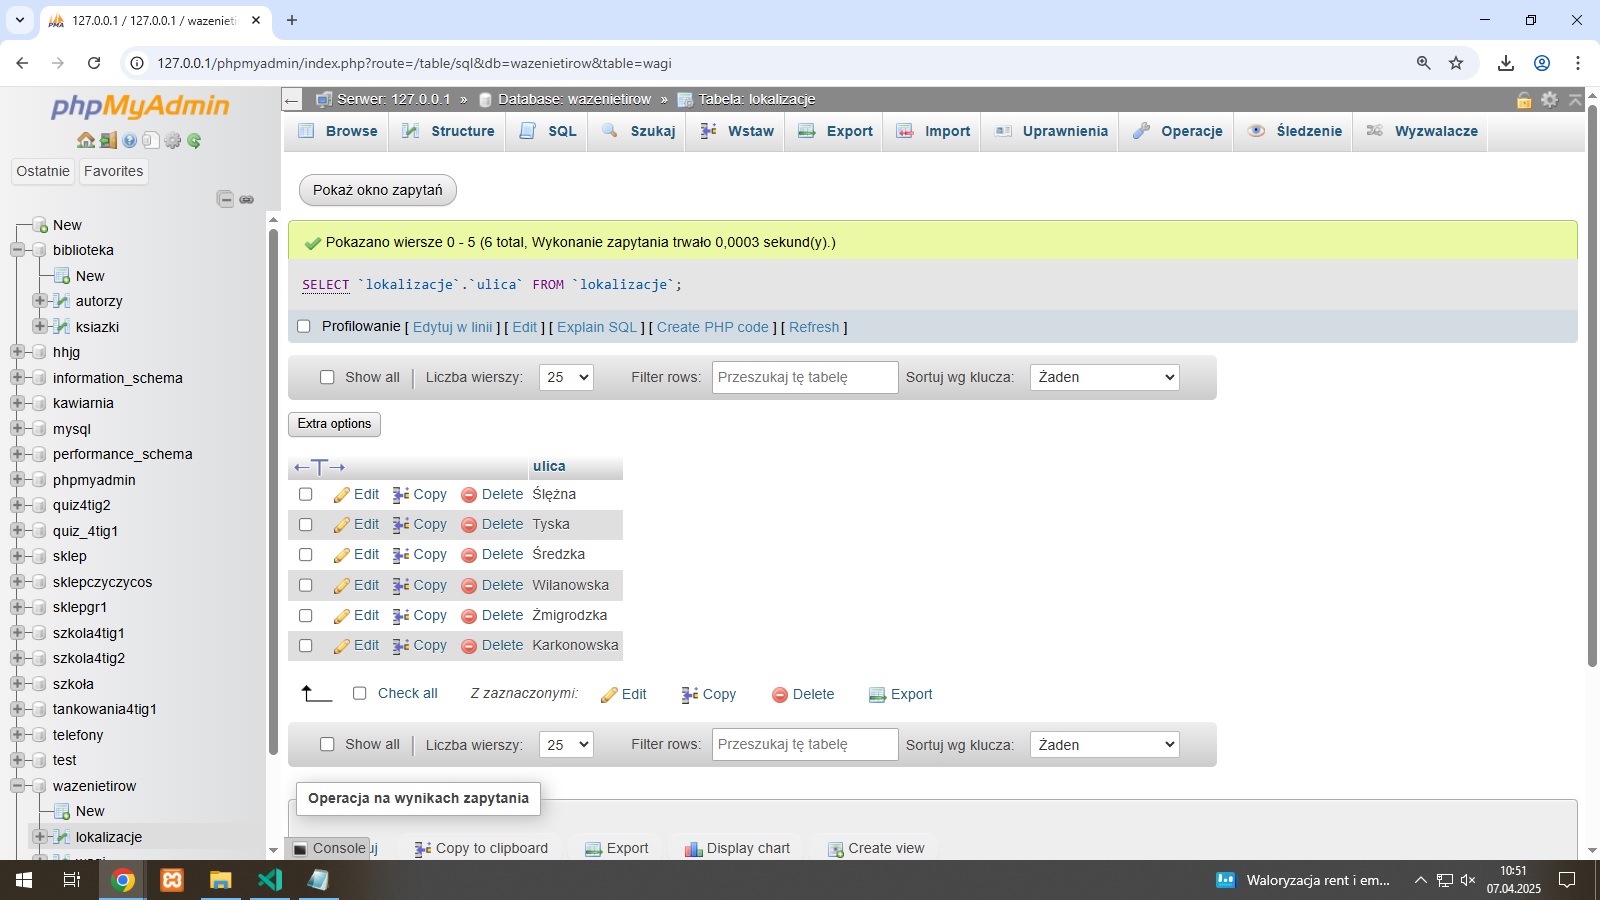 127.0.0.1 / 127.0.0.1 / wazenieti
127.0.0.1/phpmyadmin/index.php?route=/table/sql&db=wazenietirow&table=wagi
phpMyAdmin
Ostatnie Favorites
New
biblioteka
New
autorzy
ksiazki
hhjg
information_schema
kawiarnia
mysql
performance_schema
phpmyadmin
quiz4tig2
quiz_4tig1
sklep
sklepczyczycos
sklepgr1
szkola4tig1
szkola4tig2
szkoła
tankowania4tig1
telefony
test
wazenietirow
New
lokalizacje
wagi
Serwer: 127.0.0.1 » Database: wazenietirow » Tabela: lokalizacje
Browse Structure SQL Szukaj Wstaw Export Import Uprawnienia Operacje Śledzenie Wyzwalacze
Pokaż okno zapytań
Pokazano wiersze 0 - 5 (6 total, Wykonanie zapytania trwało 0,0003 sekund(y).)
SELECT `lokalizacje`.`ulica` FROM `lokalizacje`;
Profilowanie [ Edytuj w linii ] [ Edit ] [ Explain SQL ] [ Create PHP code ] [ Refresh ]
Show all Liczba wierszy: 25 Filter rows: Przeszukaj tę tabelę Sortuj wg klucza: Żaden
Extra options
ulica
Edit Copy Delete Ślężna
Edit Copy Delete Tyska
Edit Copy Delete Średzka
Edit Copy Delete Wilanowska
Edit Copy Delete Żmigrodzka
Edit Copy Delete Karkonowska
Check all Z zaznaczonymi: Edit Copy Delete Export
Show all Liczba wierszy: 25 Filter rows: Przeszukaj tę tabelę Sortuj wg klucza: Żaden
Operacja na wynikach zapytania
Console uj Copy to clipboard Export Display chart Create view
Waloryzacja rent i em...
10:51
07.04.2025